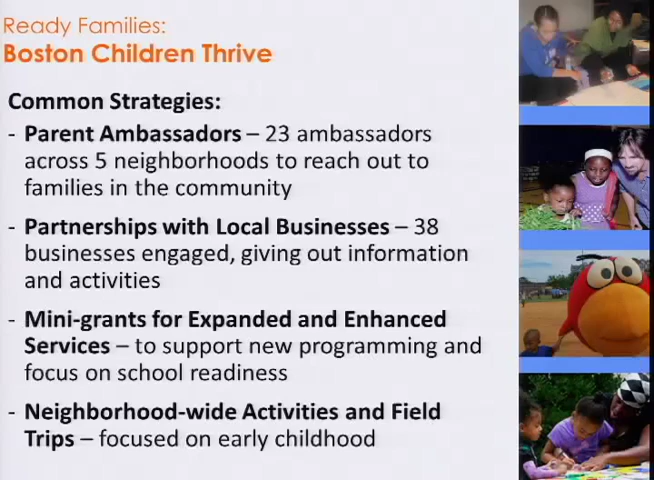 Ready Families:
Boston Children Thrive
Common Strategies:
- Parent Ambassadors – 23 ambassadors
across 5 neighborhoods to reach out to
families in the community
- Partnerships with Local Businesses – 38
businesses engaged, giving out information
and activities
- Mini-grants for Expanded and Enhanced
Services – to support new programming and
focus on school readiness
- Neighborhood-wide Activities and Field
Trips – focused on early childhood